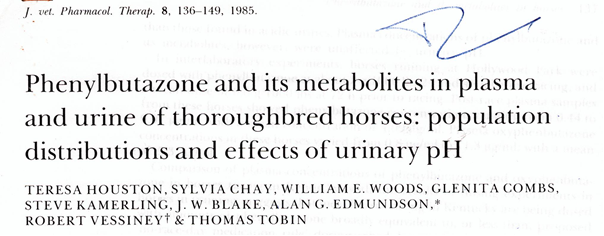 J. vet. Pharmacol. Therap. 8, 136–149, 1985.
Phenylbutazone and its metabolites in plasma
and urine of thoroughbred horses: population
distributions and effects of urinary pH
TERESA HOUSTON, SYLVIA CHAY, WILLIAM E. WOODS, GLENITA COMBS,
STEVE KAMERLING, J. W. BLAKE, ALAN G. EDMUNDSON,*
ROBERT VESSINEY† & THOMAS TOBIN